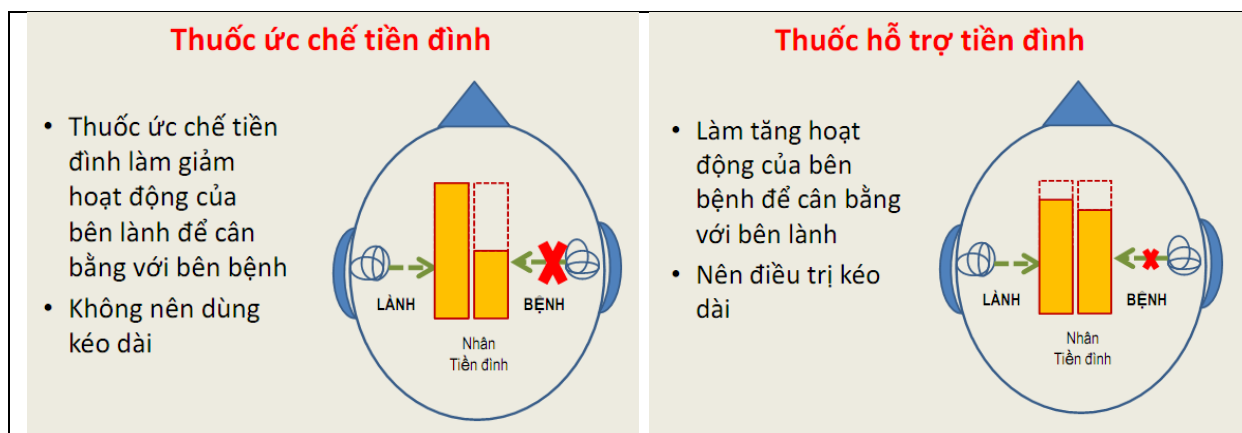 Thuốc ức chế tiền đình
• Thuốc ức chế tiền
đình làm giảm
hoạt động của
bên lành để cân
bằng với bên bệnh
• Không nên dùng
kéo dài
LÀNH
BỆNH
Nhân
Tiền đình
Thuốc hỗ trợ tiền đình
• Làm tăng hoạt
động của bên
bệnh để cân bằng
với bên lành
• Nên điều trị kéo
dài
LÀNH
BỆNH
Nhân
Tiền đình